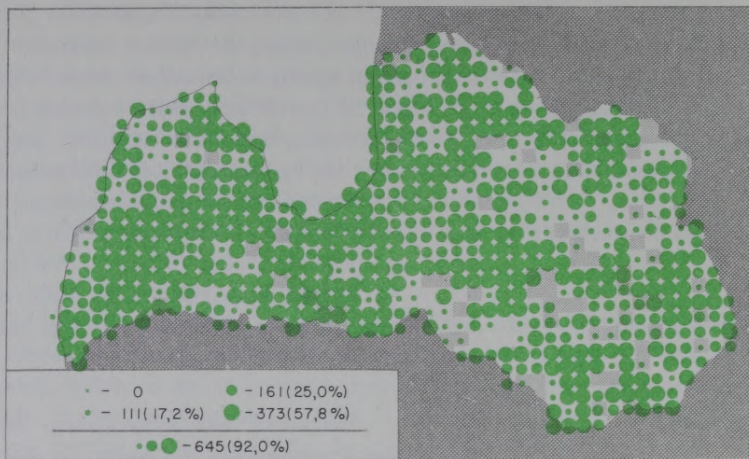 - 0 - 161(25,0%)
- 111(17,2%) - 373(57,8%)
- 645(92,0%)